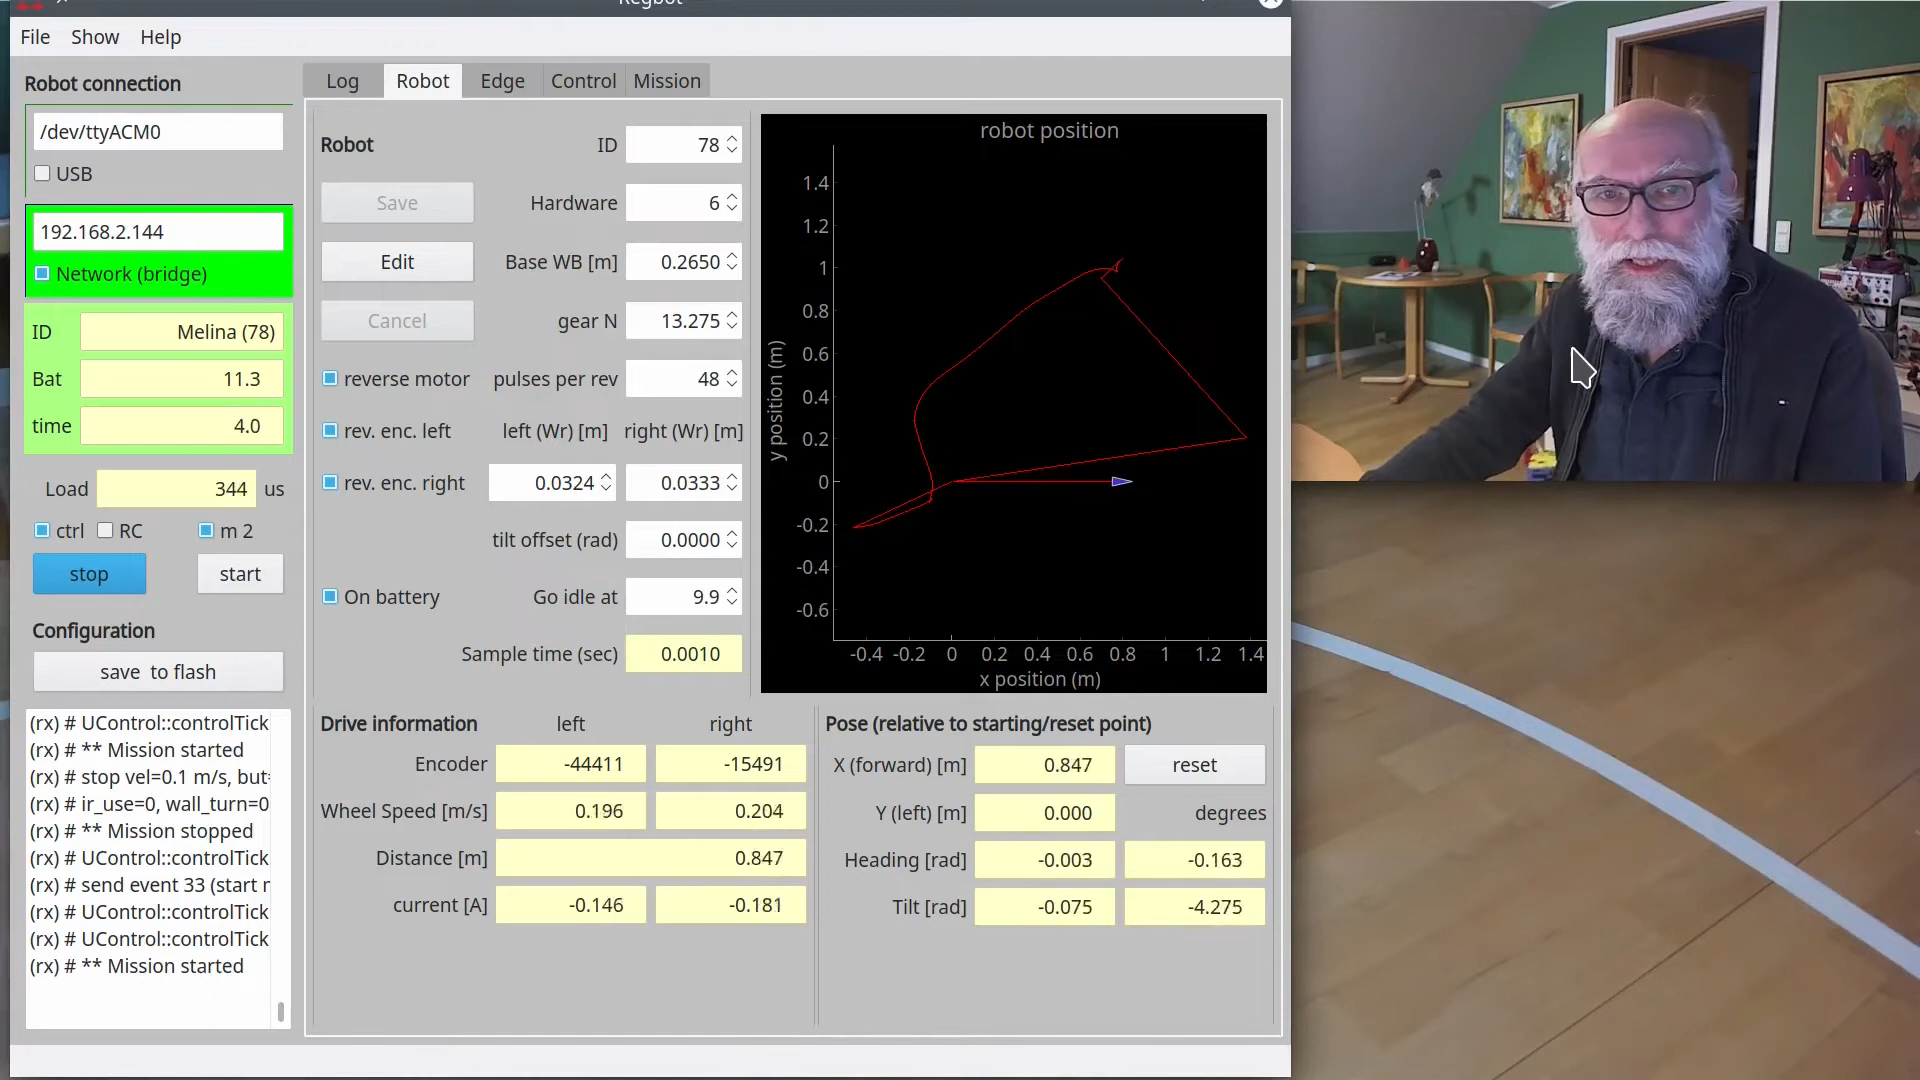 Regbot
File Show Help
Robot connection
/dev/ttyACM0
USB
192.168.2.144
Network (bridge)
ID Melina (78)
Bat 11.3
time 4.0
Load 344 us
ctrl RC m 2
stop start
Configuration
save to flash
(rx) # UControl::controlTick
(rx) # ** Mission started
(rx) # stop vel=0.1 m/s, but
(rx) # ir_use=0, wall_turn=0
(rx) # ** Mission stopped
(rx) # UControl::controlTick
(rx) # send event 33 (start
(rx) # UControl::controlTick
(rx) # UControl::controlTick
(rx) # ** Mission started
Log Robot Edge Control Mission
Robot ID 78
Save Hardware 6
Edit Base WB [m] 0.2650
Cancel gear N 13.275
reverse motor pulses per rev 48
rev. enc. left left (Wr) [m] right (Wr) [m]
rev. enc. right 0.0324 0.0333
tilt offset (rad) 0.0000
On battery Go idle at 9.9
Sample time (sec) 0.0010
robot position
1.4
1.2
1
0.8
0.6
0.4
0.2
0
-0.2
-0.4
-0.6
y position (m)
-0.4 -0.2 0 0.2 0.4 0.6 0.8 1 1.2 1.4
x position (m)
Drive information left right
Encoder -44411 -15491
Wheel Speed [m/s] 0.196 0.204
Distance [m] 0.847
current [A] -0.146 -0.181
Pose (relative to starting/reset point)
X (forward) [m] 0.847 reset
Y (left) [m] 0.000 degrees
Heading [rad] -0.003 -0.163
Tilt [rad] -0.075 -4.275